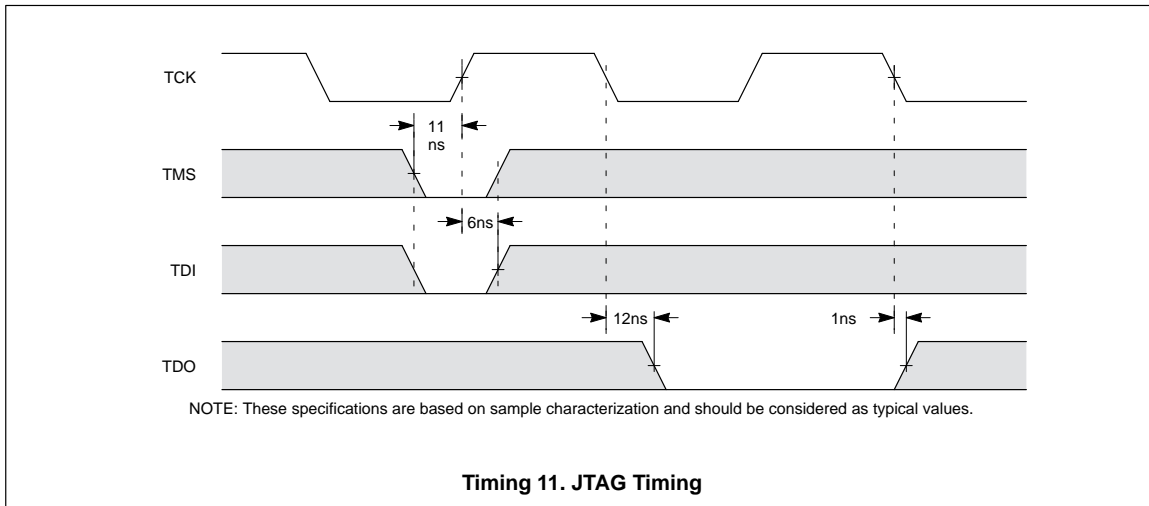 TCK
11
ns
TMS
6ns
TDI
12ns
1ns
TDO
NOTE: These specifications are based on sample characterization and should be considered as typical values.
Timing 11. JTAG Timing